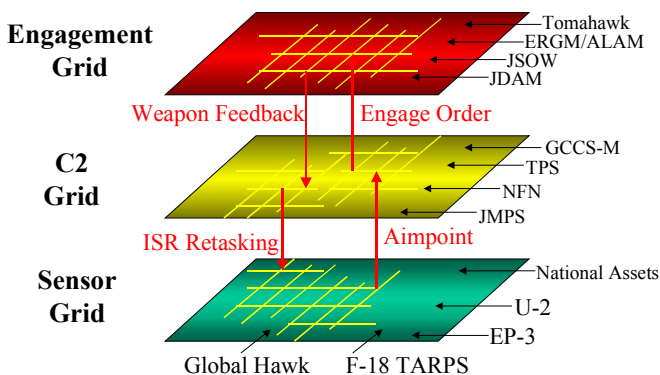 Engagement
Grid
Tomahawk
ERGM/ALAM
JSOW
JDAM
Weapon Feedback
Engage Order
C2
Grid
GCCS-M
TPS
NFN
JMPS
ISR Retasking
Aimpoint
Sensor
Grid
National Assets
U-2
EP-3
Global Hawk
F-18 TARPS